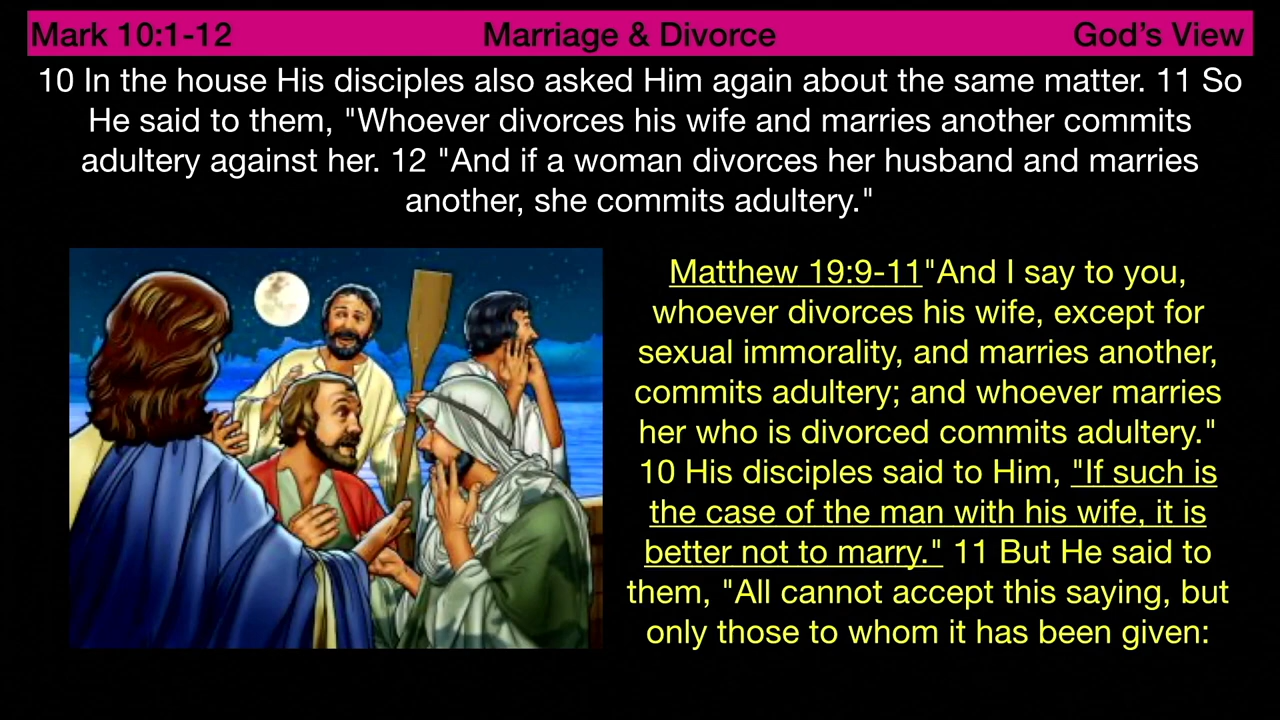 Mark 10:1-12 Marriage & Divorce God's View
10 In the house His disciples also asked Him again about the same matter. 11 So
He said to them, "Whoever divorces his wife and marries another commits
adultery against her. 12 "And if a woman divorces her husband and marries
another, she commits adultery."
Matthew 19:9-11"And I say to you,
whoever divorces his wife, except for
sexual immorality, and marries another,
commits adultery; and whoever marries
her who is divorced commits adultery."
10 His disciples said to Him, "If such is
the case of the man with his wife, it is
better not to marry." 11 But He said to
them, "All cannot accept this saying, but
only those to whom it has been given: